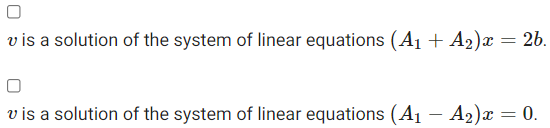 v is a solution of the system of linear equations (A₁ + A₂)x = 2b.
v is a solution of the system of linear equations (A₁ − A₂)x = 0.